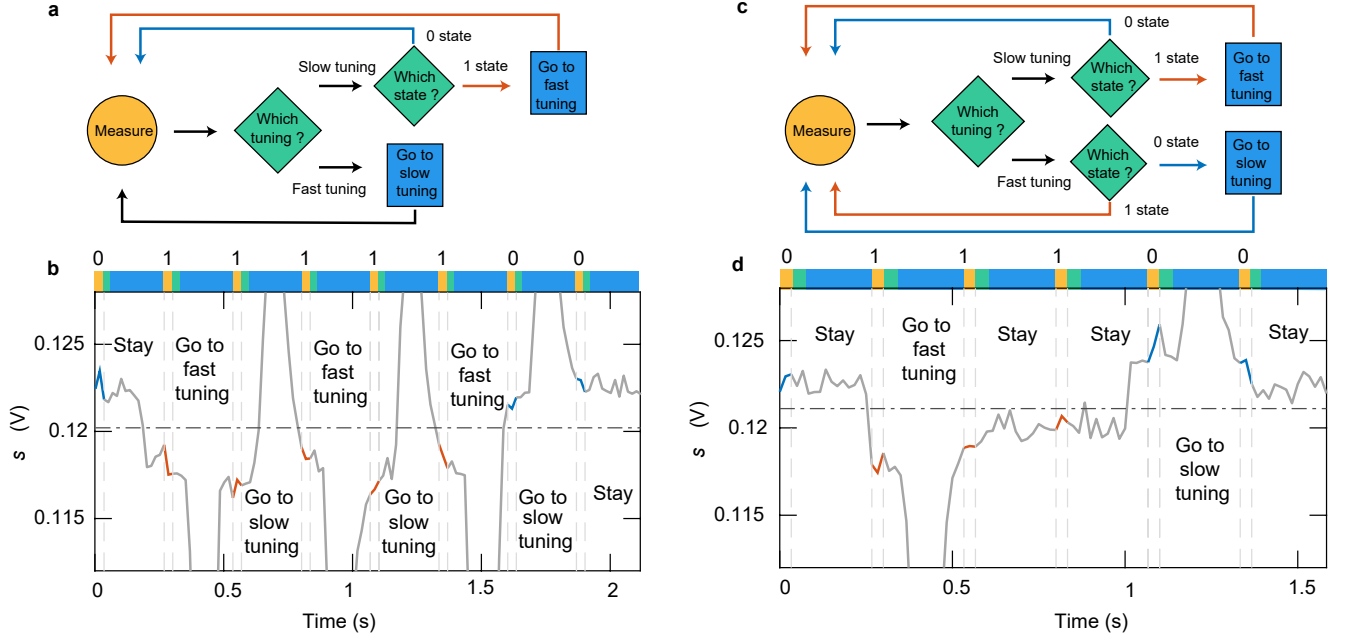 a
0 state
Slow tuning
Which
state ?
1 state
Go to
fast
tuning
Measure
Which
tuning ?
Fast tuning
Go to
slow
tuning
c
0 state
Slow tuning
Which
state ?
1 state
Go to
fast
tuning
Measure
Which
tuning ?
Fast tuning
Which
state ?
0 state
Go to
slow
tuning
1 state
b
0 1 1 1 1 1 0 0
0.125
0.12
0.115
s (V)
Stay
Go to
fast
tuning
Go to
slow
tuning
Go to
fast
tuning
Go to
slow
tuning
Go to
fast
tuning
Go to
slow
tuning
Stay
0 0.5 1 1.5 2
Time (s)
d
0 1 1 1 0 0
0.125
0.12
0.115
s (V)
Stay
Go to
fast
tuning
Stay
Stay
Go to
slow
tuning
Stay
0 0.5 1 1.5
Time (s)